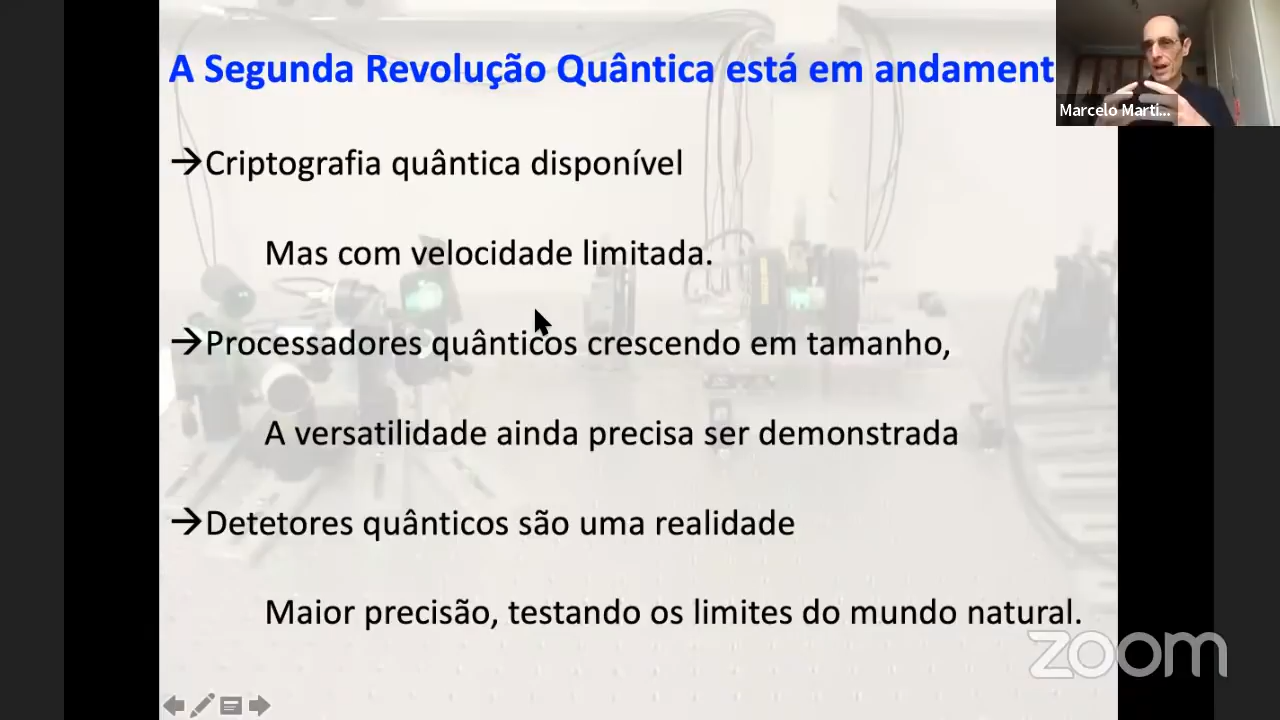 A Segunda Revolução Quântica está em andament
Marcelo Marti...
→Criptografia quântica disponível
Mas com velocidade limitada.
→Processadores quânticos crescendo em tamanho,
A versatilidade ainda precisa ser demonstrada
→Detetores quânticos são uma realidade
Maior precisão, testando os limites do mundo natural.
zoom